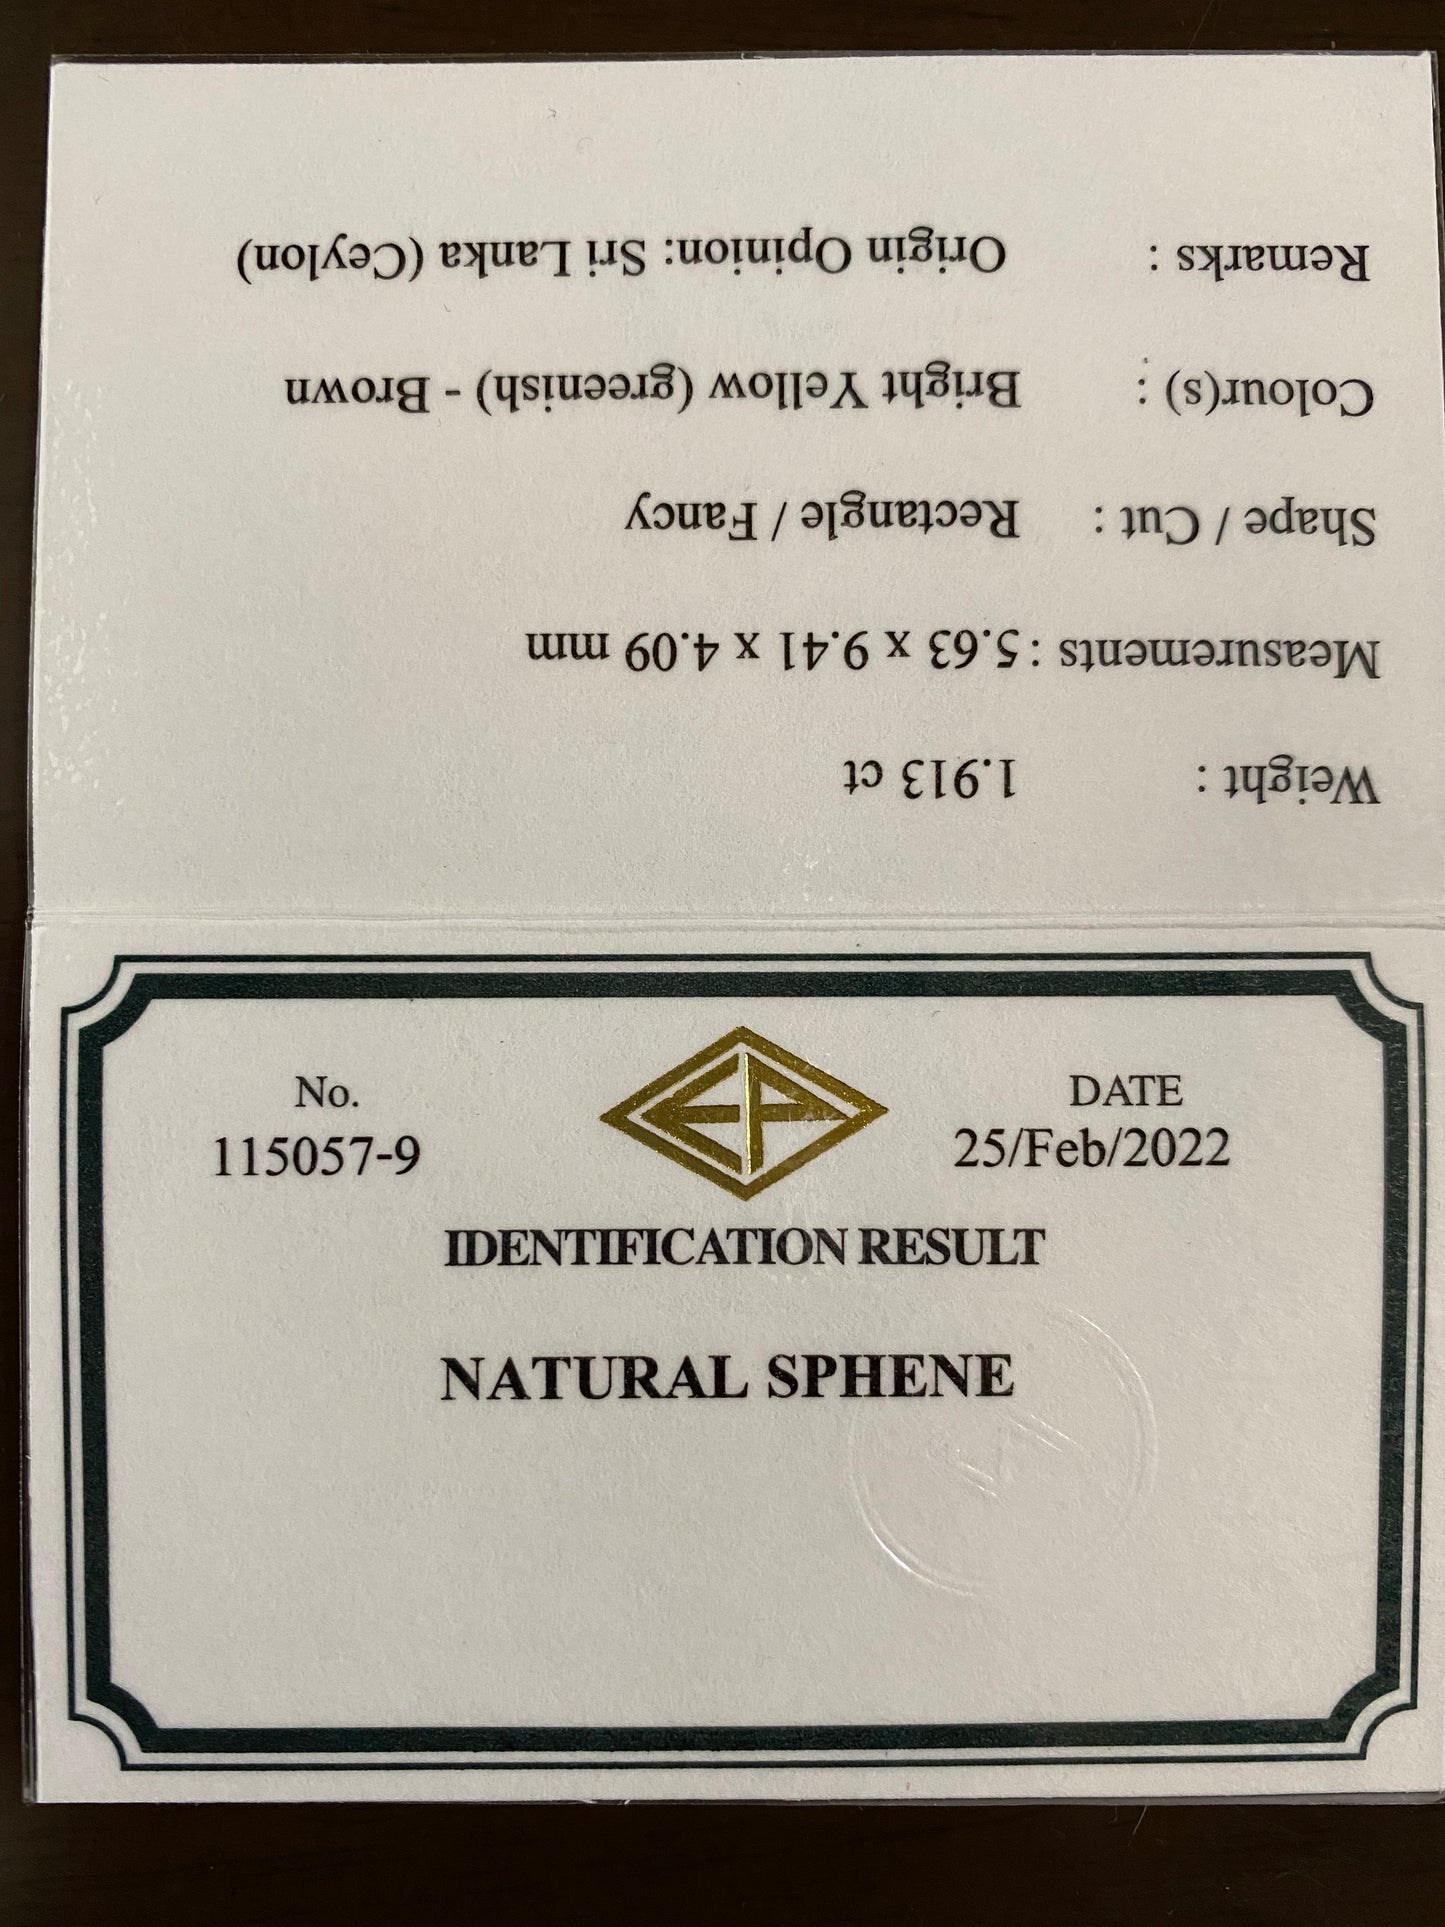 No.
115057-9
EP
DATE
25/Feb/2022
IDENTIFICATION RESULT
NATURAL SPHENE
Weight : 1.913 ct
Measurements : 5.63 x 9.41 x 4.09 mm
Shape / Cut : Rectangle / Fancy
Colour(s) : Bright Yellow (greenish) - Brown
Remarks : Origin Opinion: Sri Lanka (Ceylon)